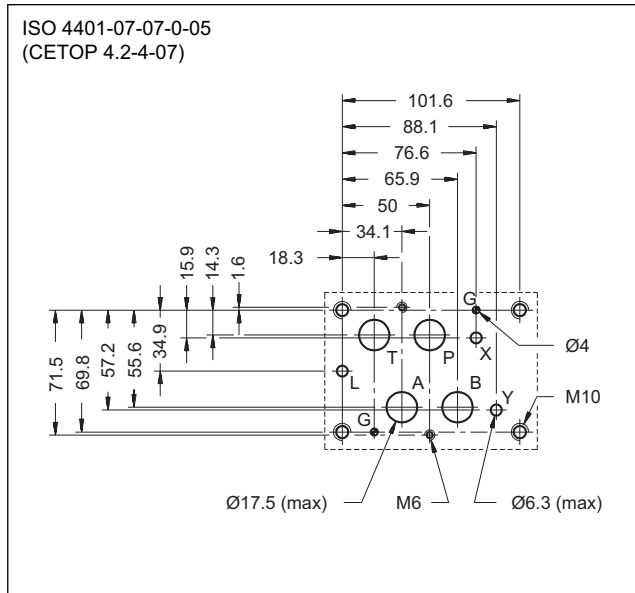 ISO 4401-07-07-0-05
(CETOP 4.2-4-07)
101.6
88.1
76.6
65.9
50
34.1
18.3
15.9
14.3
1.6
G
T
P
X
Ø4
71.5
69.8
57.2
55.6
34.9
L
A
B
Y
M10
G
Ø17.5 (max)
M6
Ø6.3 (max)